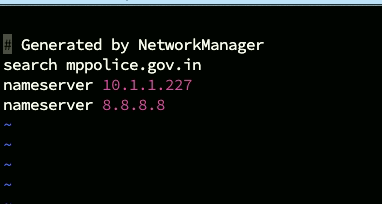 # Generated by NetworkManager
search mppolice.gov.in
nameserver 10.1.1.227
nameserver 8.8.8.8
~
~
~
~
~